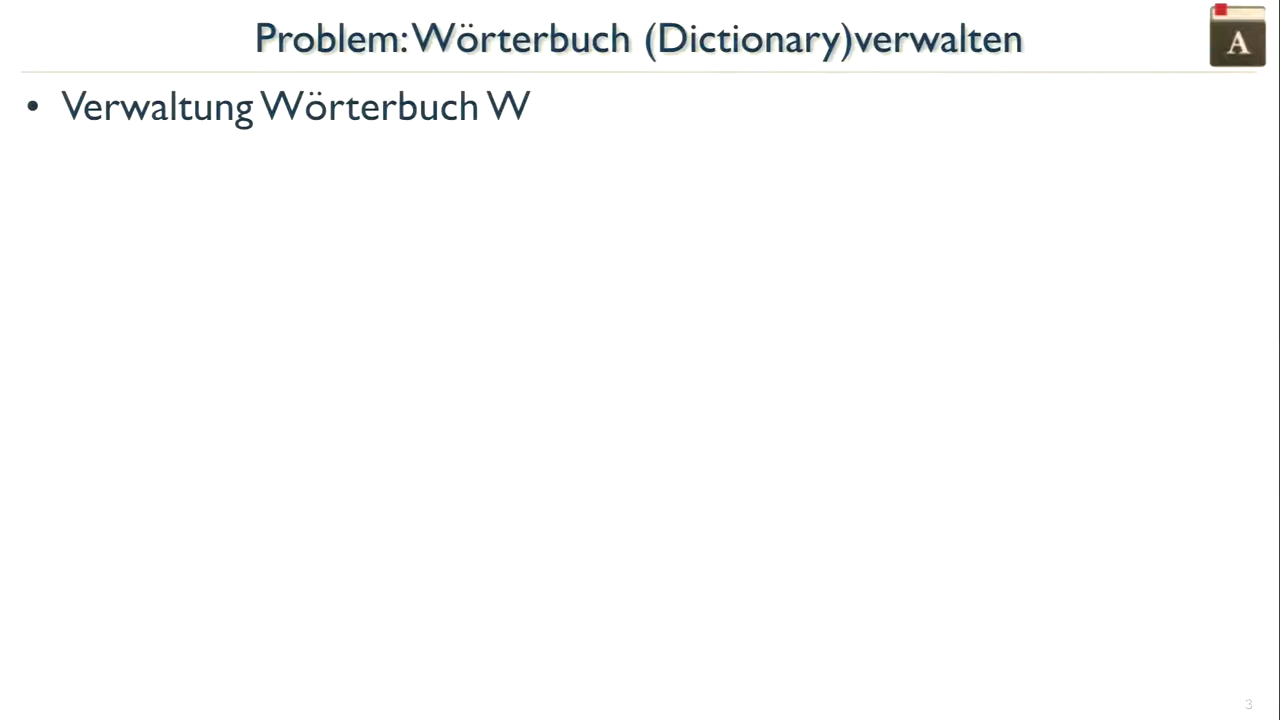 Problem: Wörterbuch (Dictionary)verwalten
A
• Verwaltung Wörterbuch W
3